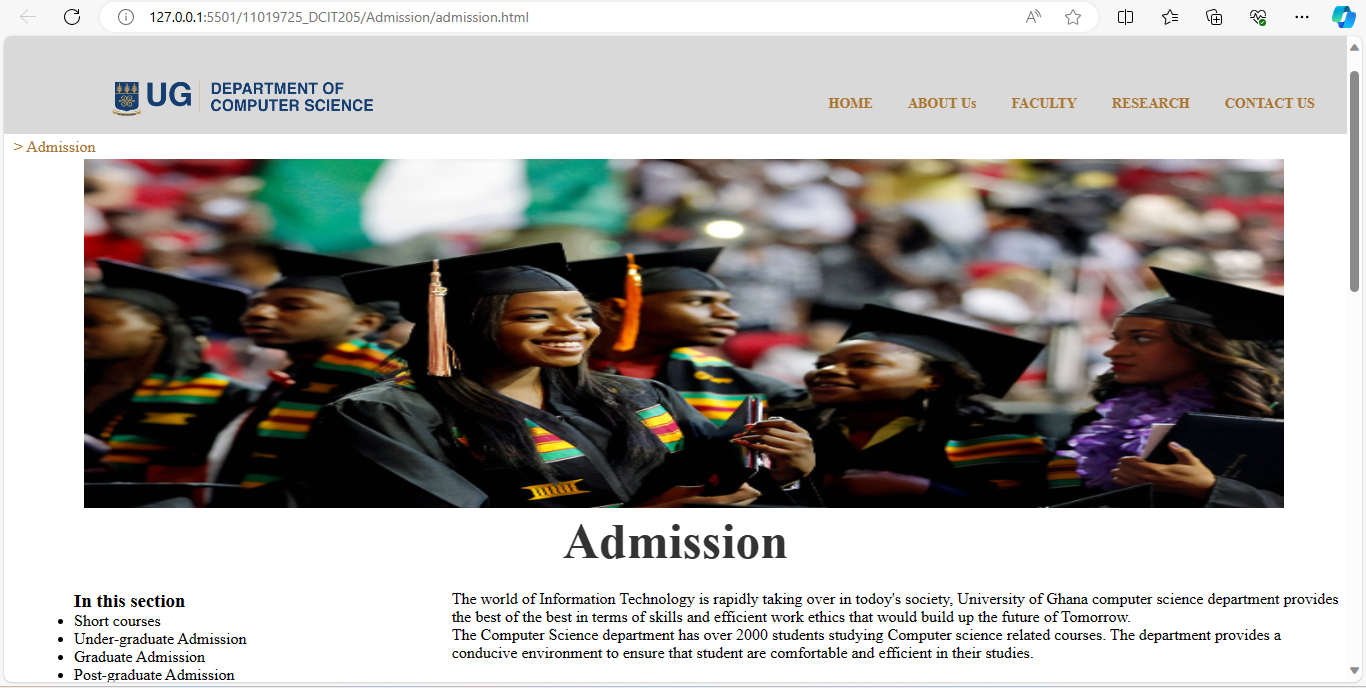 127.0.0.1:5501/11019725_DCIT205/Admission/admission.html
UG DEPARTMENT OF
COMPUTER SCIENCE
HOME ABOUT Us FACULTY RESEARCH CONTACT US
> Admission
Admission
In this section
Short courses
Under-graduate Admission
Graduate Admission
Post-graduate Admission
The world of Information Technology is rapidly taking over in today's society, University of Ghana computer science department provides
the best of the best in terms of skills and efficient work ethics that would build up the future of Tomorrow.
The Computer Science department has over 2000 students studying Computer science related courses. The department provides a
conducive environment to ensure that student are comfortable and efficient in their studies.